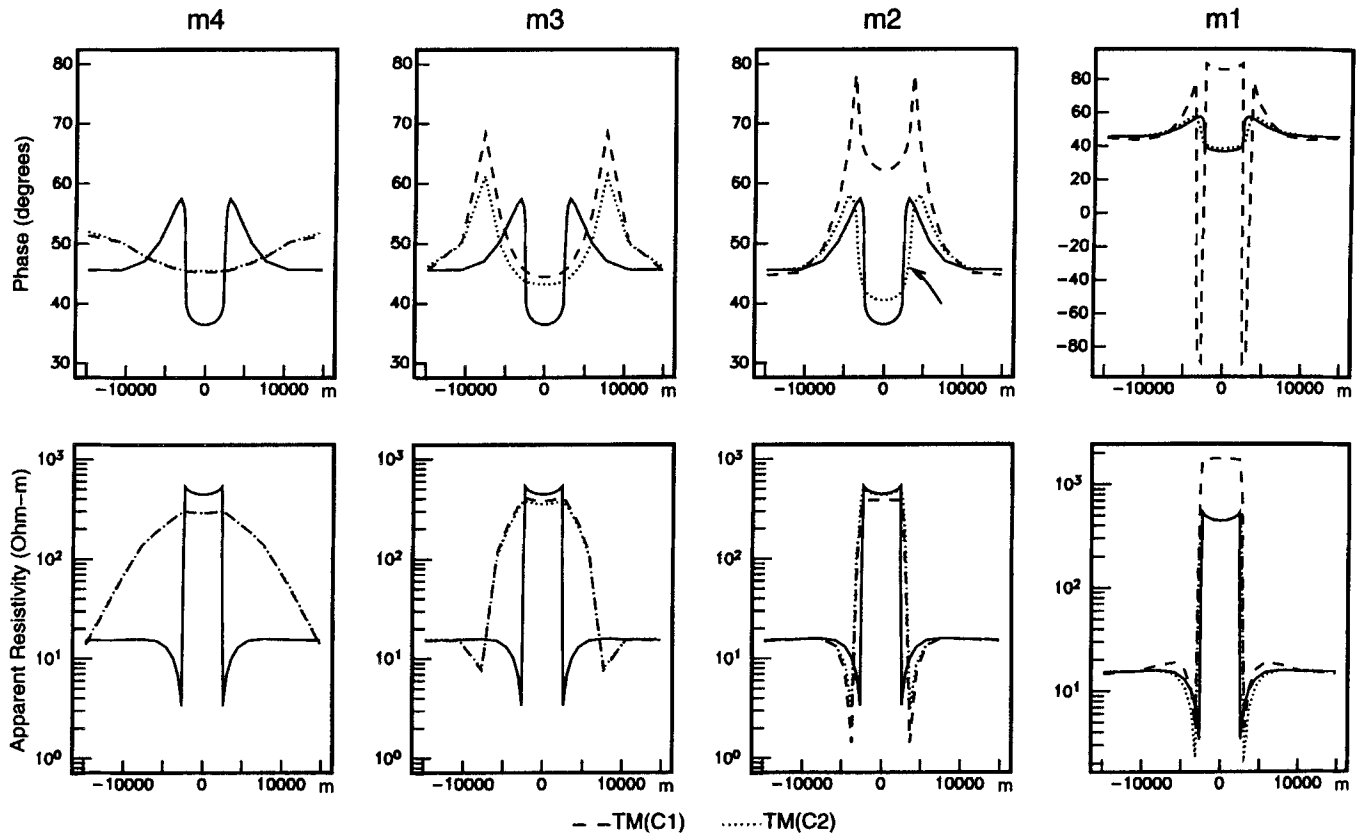 m4 m3 m2 m1
Phase (degrees)
80 80 80 80
70 70 70 60
60 60 60 40
50 50 50 20
40 40 40 0
30 30 30 -20
-40
-60
-80
-10000 0 10000 m -10000 0 10000 m -10000 0 10000 m -10000 0 10000 m
Apparent Resistivity (Ohm-m)
10³ 10³ 10³ 10³
10² 10² 10² 10²
10¹ 10¹ 10¹ 10¹
10⁰ 10⁰ 10⁰
-10000 0 10000 m -10000 0 10000 m -10000 0 10000 m -10000 0 10000 m
TM(C1) TM(C2)